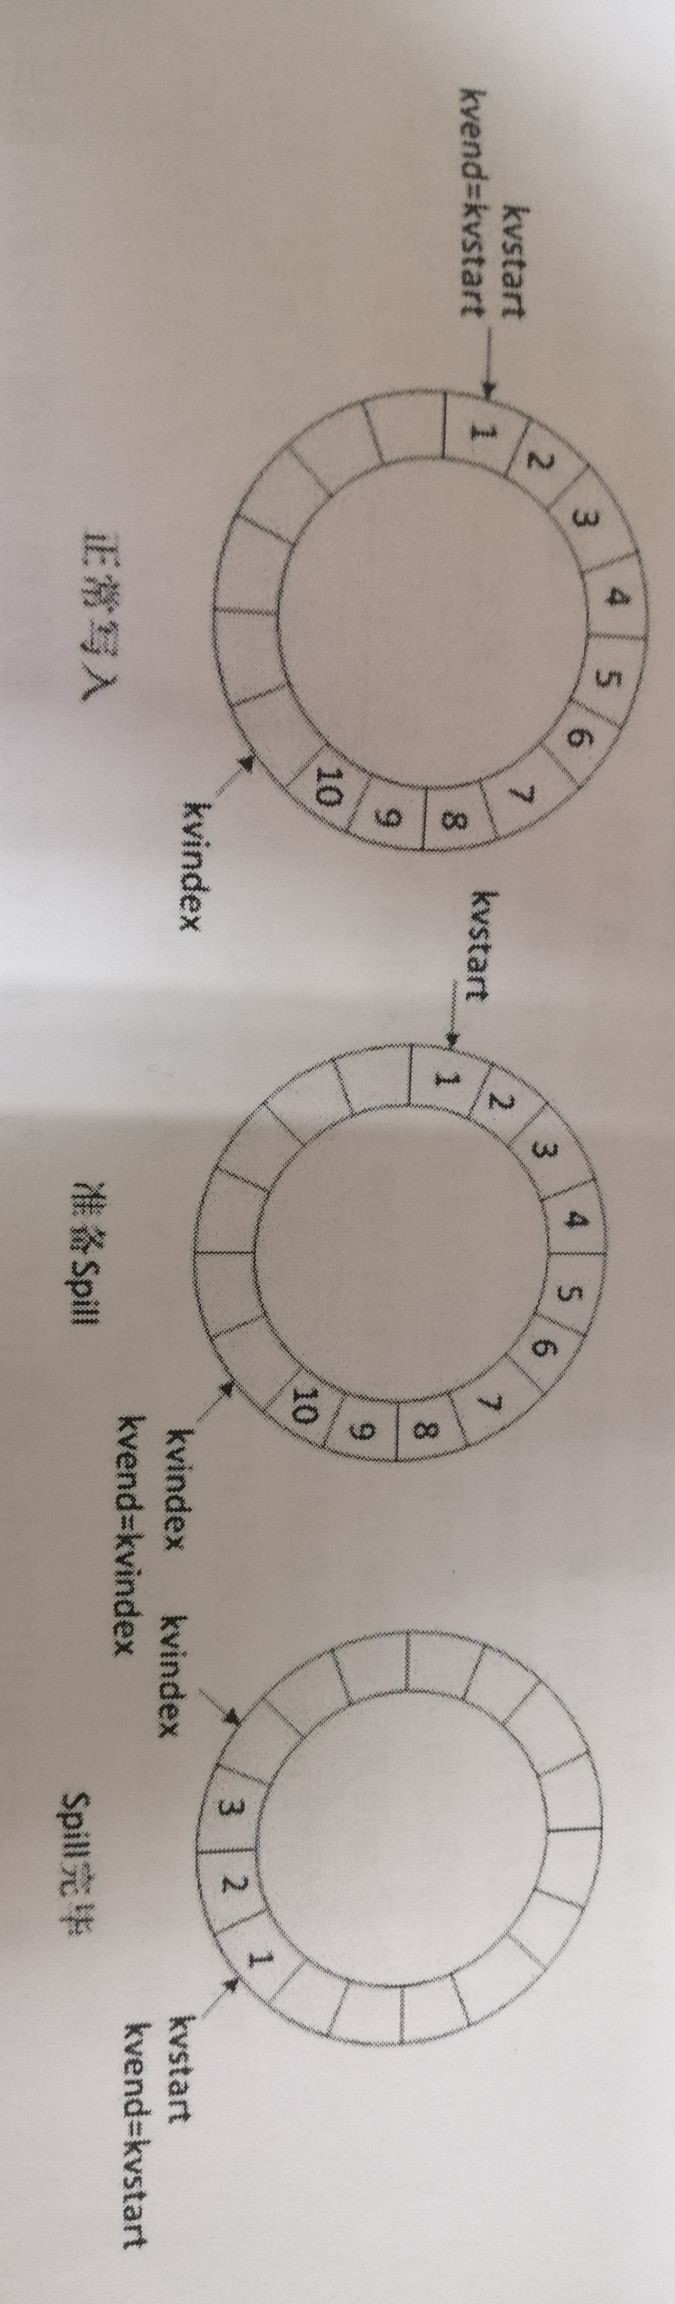 kvstart
kvend=kvstart
1
2
3
4
5
6
7
8
9
10
kvindex
正常写入
kvstart
1
2
3
4
5
6
7
8
9
10
kvindex
kvend=kvindex
准备Spill
1
2
3
kvindex
kvstart
kvend=kvstart
Spill完毕